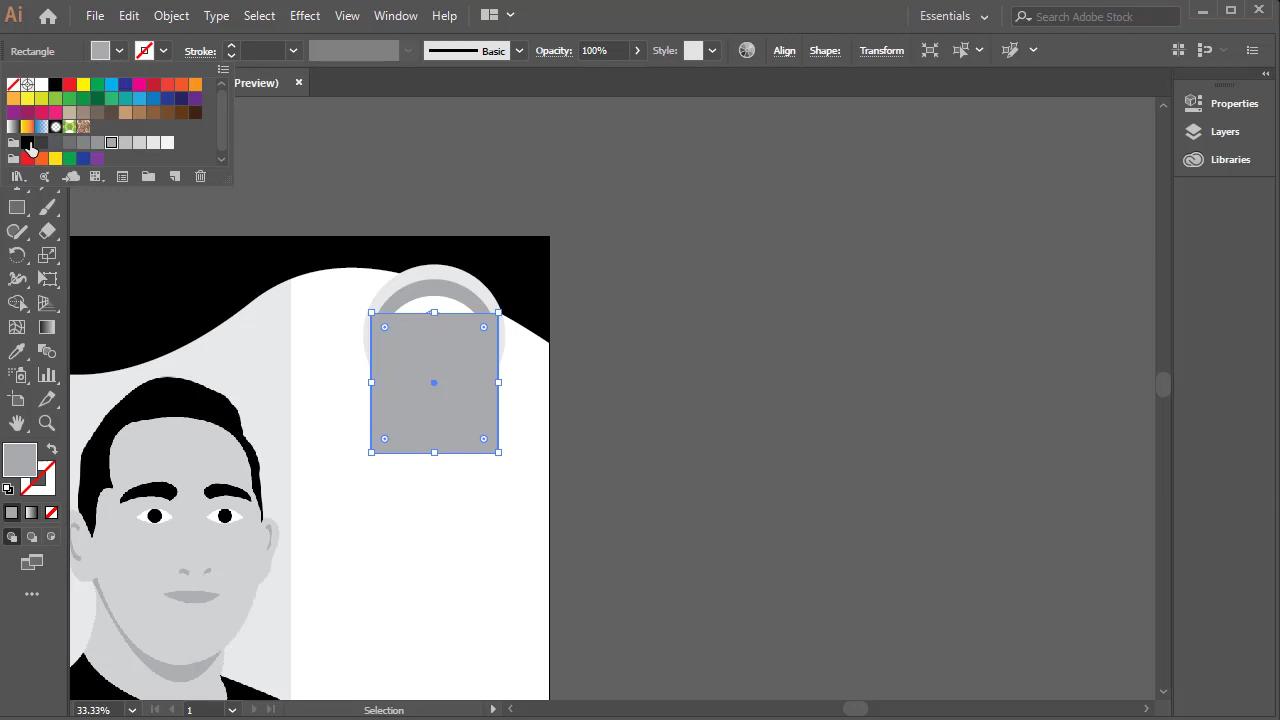 Ai File Edit Object Type Select Effect View Window Help Essentials Search Adobe Stock
Rectangle Stroke: Basic Opacity: 100% Style: Align Shape: Transform
Preview)
Properties
Layers
Libraries
33.33% 1 Selection